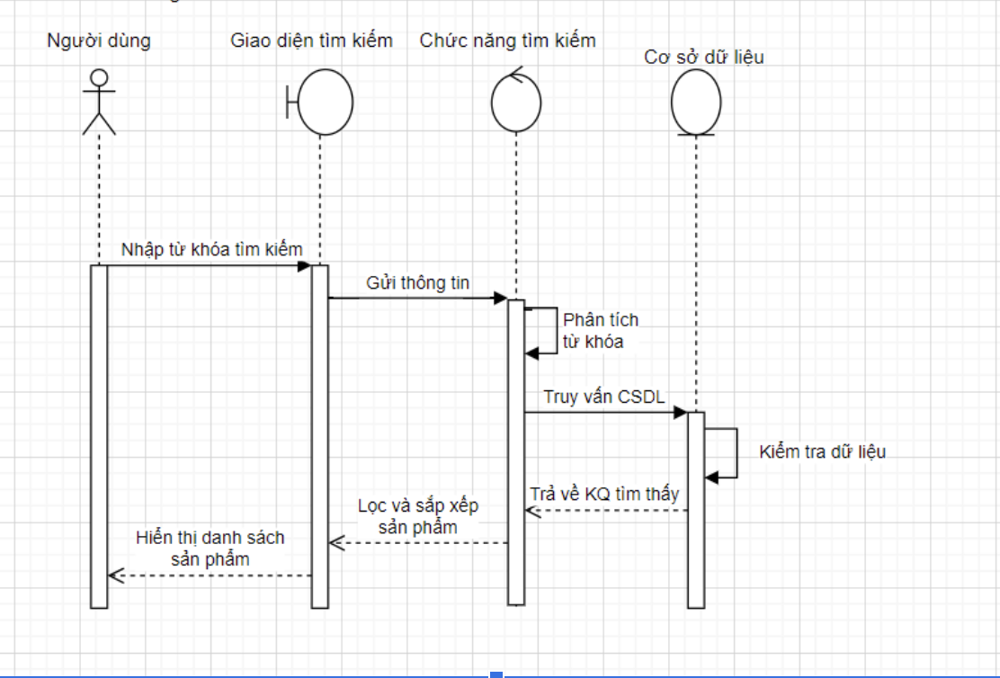 Người dùng
Giao diện tìm kiếm
Chức năng tìm kiếm
Cơ sở dữ liệu
Nhập từ khóa tìm kiếm
Gửi thông tin
Phân tích
từ khóa
Truy vấn CSDL
Kiểm tra dữ liệu
Trả về KQ tìm thấy
Lọc và sắp xếp
sản phẩm
Hiển thị danh sách
sản phẩm